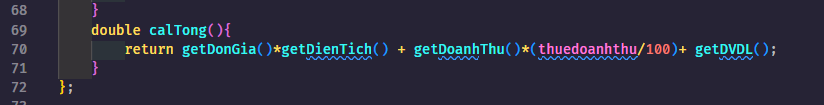 68 }
69 double calTong(){
70 return getDonGia()*getDienTich() + getDoanhThu()*(thuedoanhthu/100)+ getDVDL();
71 }
72 };